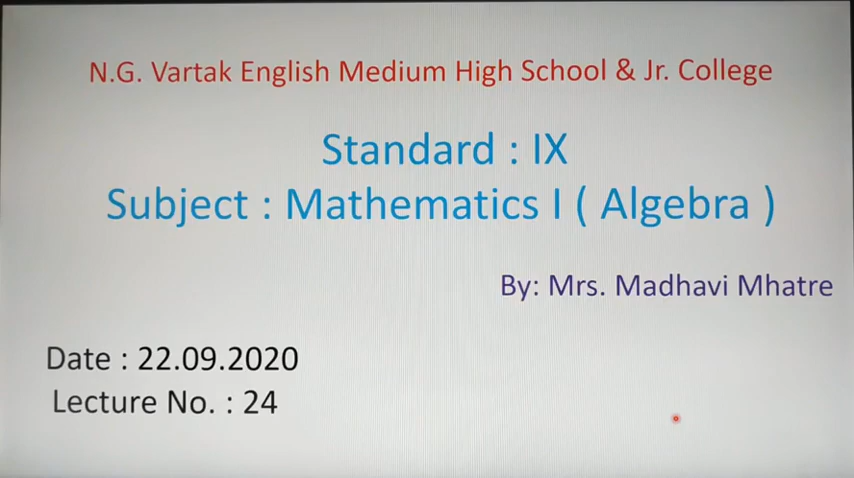 N.G. Vartak English Medium High School & Jr. College
Standard : IX
Subject : Mathematics I ( Algebra )
By: Mrs. Madhavi Mhatre
Date : 22.09.2020
Lecture No. : 24